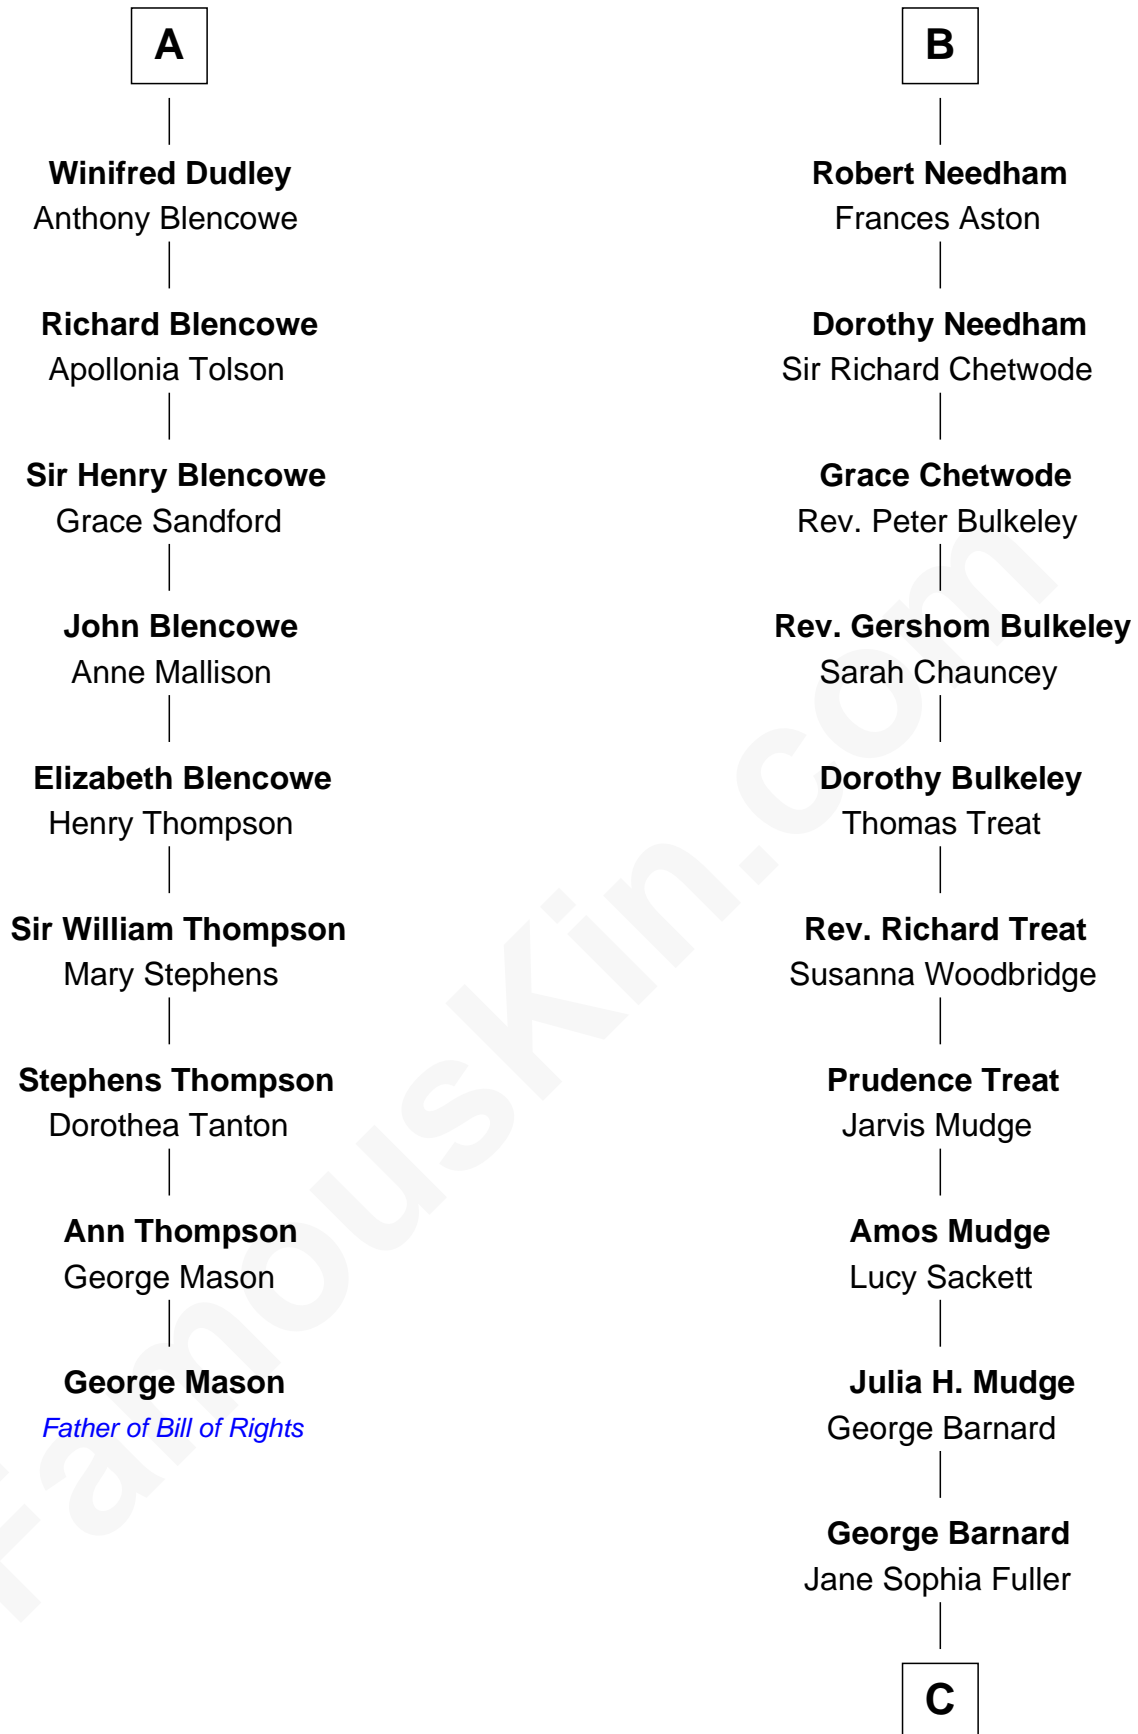 A
Winifred Dudley
Anthony Blencowe
Richard Blencowe
Apollonia Tolson
Sir Henry Blencowe
Grace Sandford
John Blencowe
Anne Mallison
Elizabeth Blencowe
Henry Thompson
Sir William Thompson
Mary Stephens
Stephens Thompson
Dorothea Tanton
Ann Thompson
George Mason
George Mason
Father of Bill of Rights
B
Robert Needham
Frances Aston
Dorothy Needham
Sir Richard Chetwode
Grace Chetwode
Rev. Peter Bulkeley
Rev. Gershom Bulkeley
Sarah Chauncey
Dorothy Bulkeley
Thomas Treat
Rev. Richard Treat
Susanna Woodbridge
Prudence Treat
Jarvis Mudge
Amos Mudge
Lucy Sackett
Julia H. Mudge
George Barnard
George Barnard
Jane Sophia Fuller
C
FamousKin.com